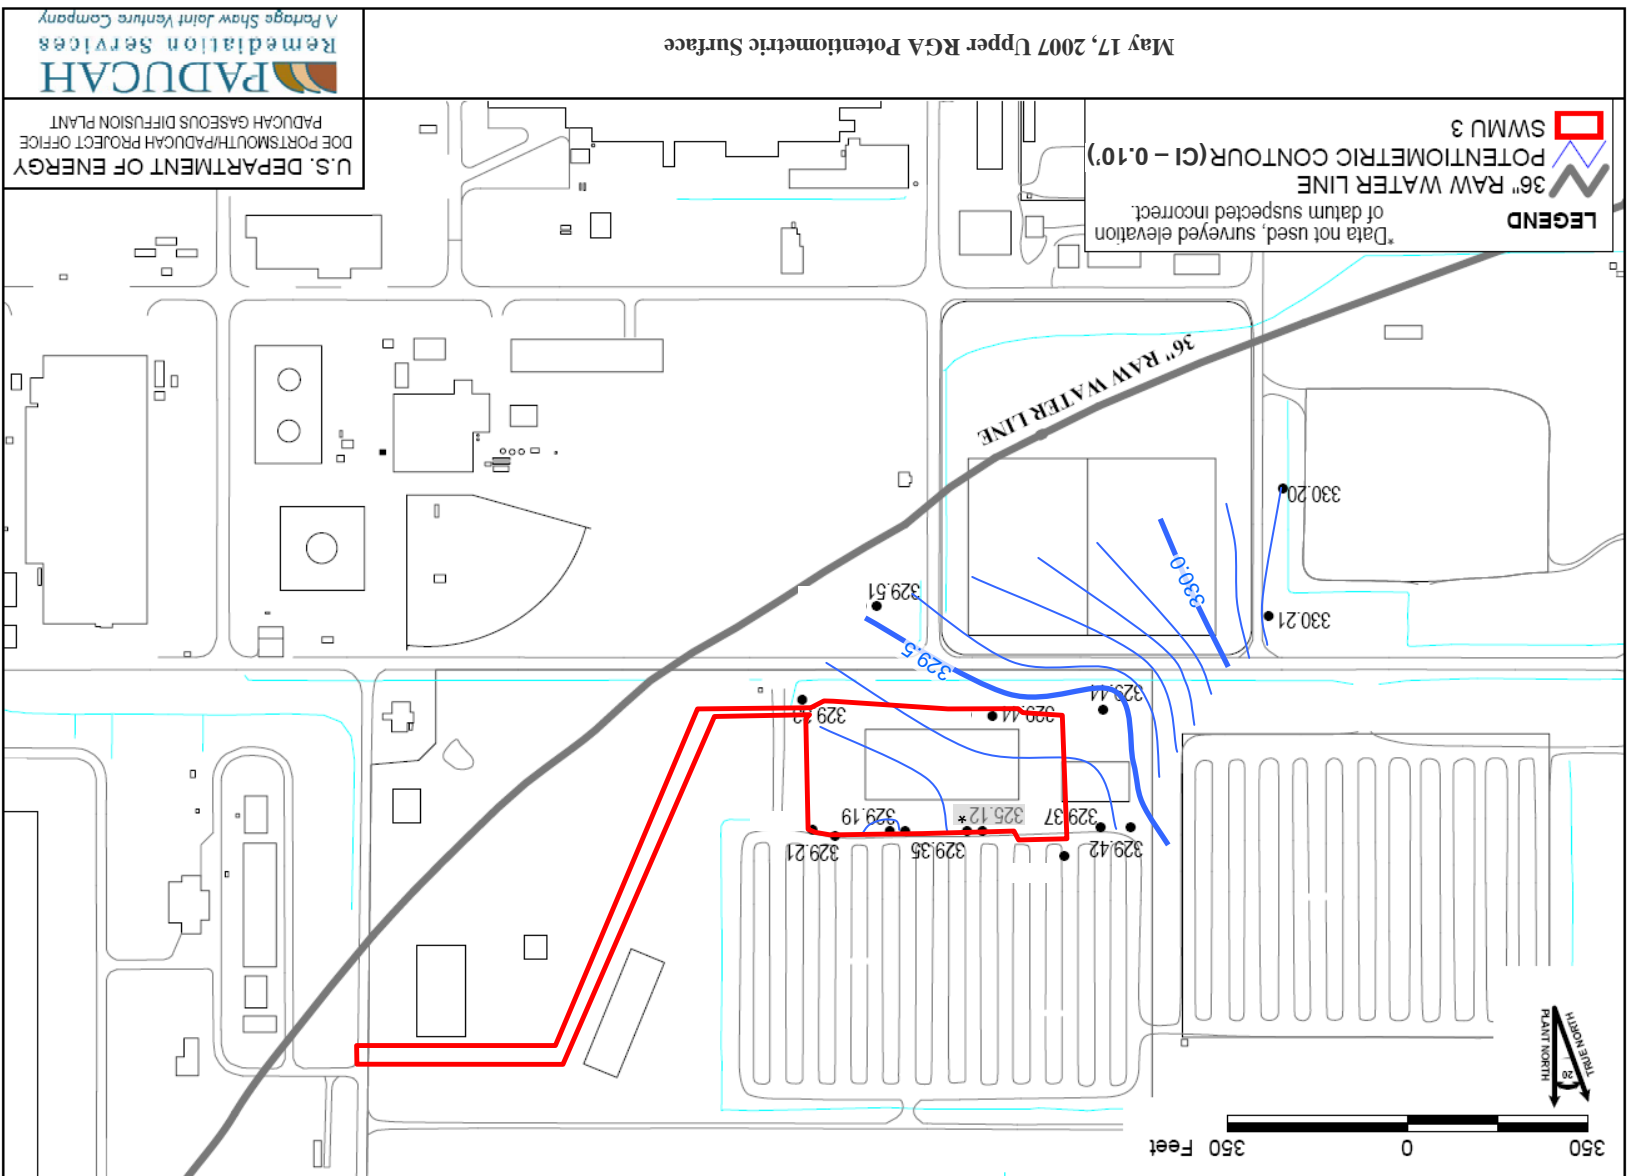 350 0 350 Feet
TRUE NORTH
20
PLANT NORTH
329.42
329.35
329.21
329.37
325.12*
329.19
329.44
329.44
329.5
330.21
329.51
330.0
330.20
36" RAW WATER LINE
LEGEND
*Data not used, surveyed elevation
of datum suspected incorrect.
36" RAW WATER LINE
POTENTIOMETRIC CONTOUR (CI – 0.10')
SWMU 3
U.S. DEPARTMENT OF ENERGY
DOE PORTSMOUTH/PADUCAH PROJECT OFFICE
PADUCAH GASEOUS DIFFUSION PLANT
May 17, 2007 Upper RGA Potentiometric Surface
PADUCAH
Remediation Services
A Portage Shaw Joint Venture Company